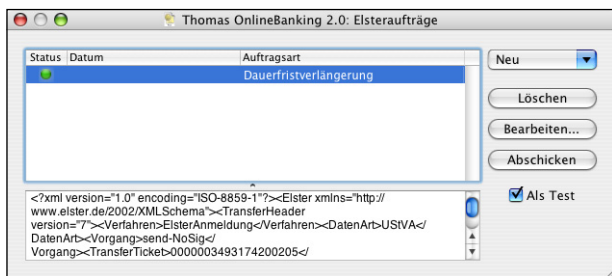 Thomas OnlineBanking 2.0: Elsteraufträge
Status Datum Auftragsart
Dauerfristverlängerung
Neu
Löschen
Bearbeiten...
Abschicken
Als Test
<?xml version="1.0" encoding="ISO-8859-1"?><Elster xmlns="http://
www.elster.de/2002/XMLSchema"><TransferHeader
version="7"><Verfahren>ElsterAnmeldung</Verfahren><DatenArt>UStVA</
DatenArt><Vorgang>send-NoSig</
Vorgang><TransferTicket>0000003493174200205</